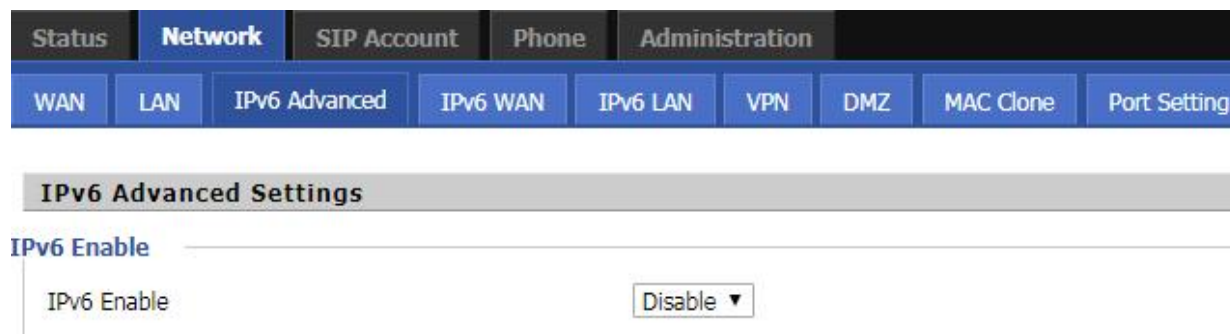 Status Network SIP Account Phone Administration
WAN LAN IPv6 Advanced IPv6 WAN IPv6 LAN VPN DMZ MAC Clone Port Setting
IPv6 Advanced Settings
IPv6 Enable
IPv6 Enable Disable